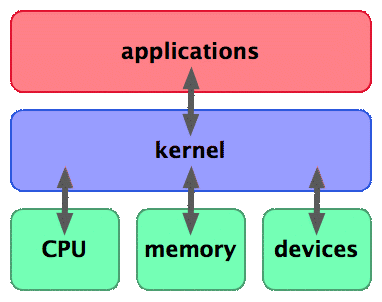 applications
kernel
CPU
memory
devices